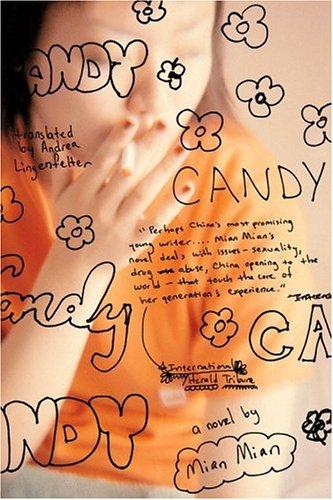 ANDY
translated
by Andrea
Lingenfelter
CANDY
"Perhaps China's most promising
young writer.... Mian Mian's
novel deals with issues - sexuality,
drug abuse, China opening to the
world - that touch the core of
her generation's experience."
International
Herald Tribune
Candy
CA
NDY
a novel by
Mian Mian